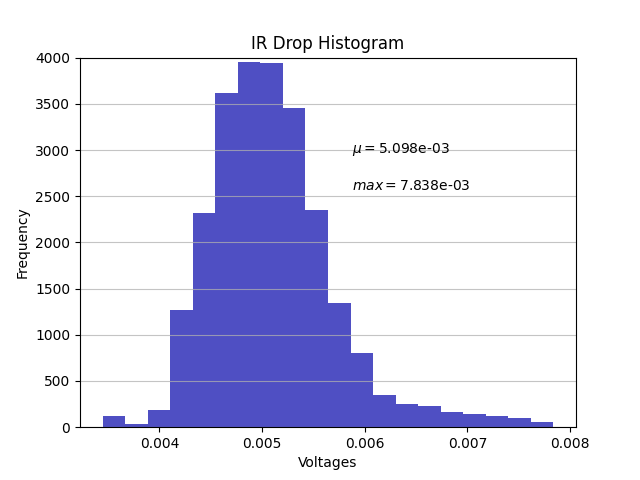 IR Drop Histogram
4000
3500
3000
2500
2000
1500
1000
500
0
Frequency
μ = 5.098e-03
max = 7.838e-03
0.004 0.005 0.006 0.007 0.008
Voltages